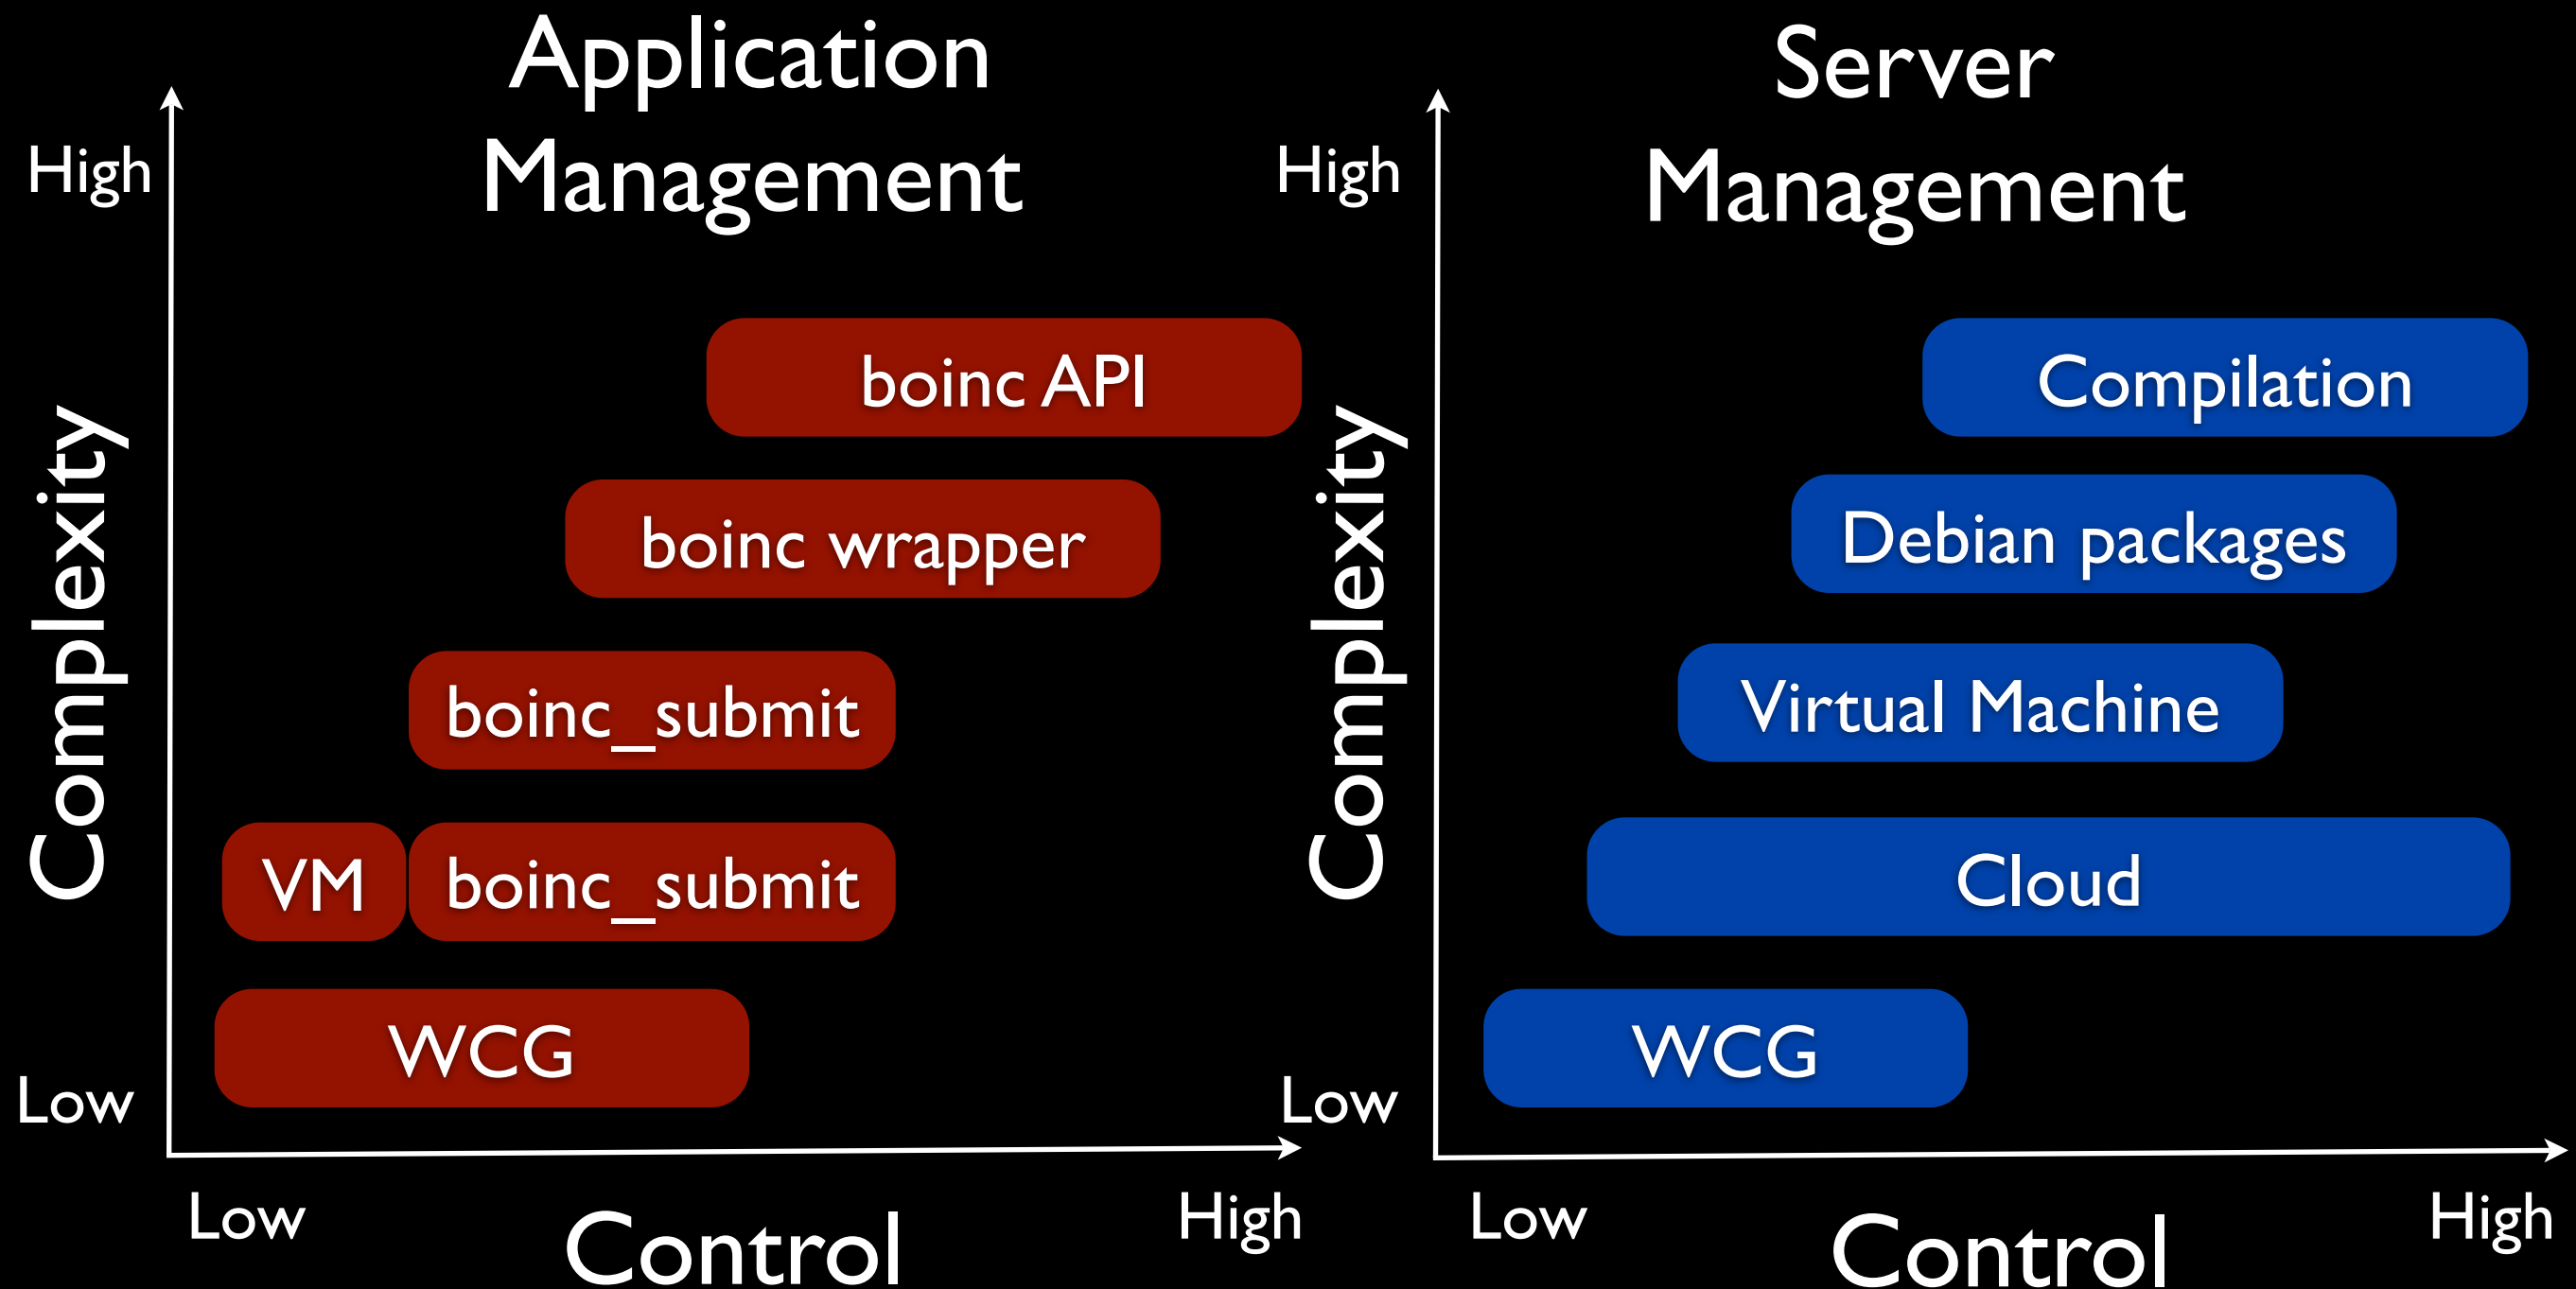 Application
Management
High
Complexity
boinc API
boinc wrapper
boinc_submit
VM
boinc_submit
WCG
Low
Low
Control
High
Server
Management
High
Complexity
Compilation
Debian packages
Virtual Machine
Cloud
WCG
Low
Low
Control
High